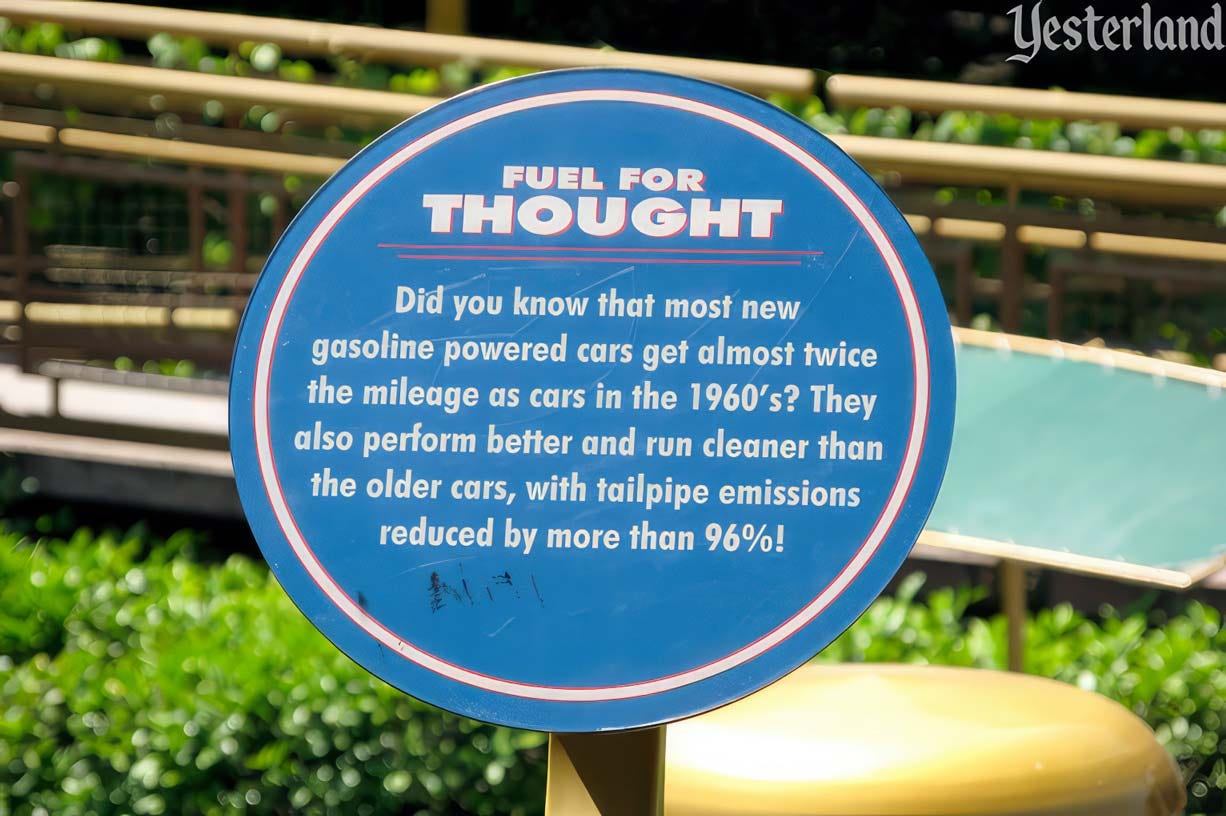 Yesterland
FUEL FOR
THOUGHT
Did you know that most new
gasoline powered cars get almost twice
the mileage as cars in the 1960's? They
also perform better and run cleaner than
the older cars, with tailpipe emissions
reduced by more than 96%!